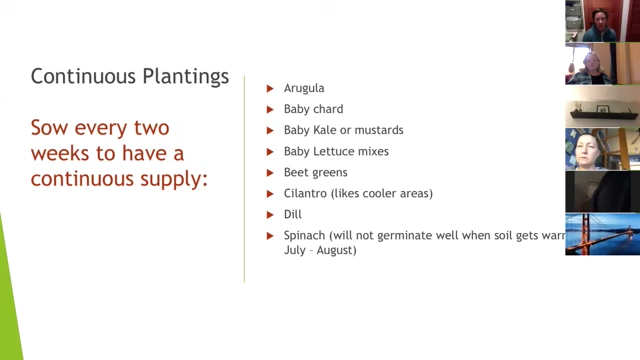 Continuous Plantings
Sow every two
weeks to have a
continuous supply:
Arugula
Baby chard
Baby Kale or mustards
Baby Lettuce mixes
Beet greens
Cilantro (likes cooler areas)
Dill
Spinach (will not germinate well when soil gets warm
July – August)